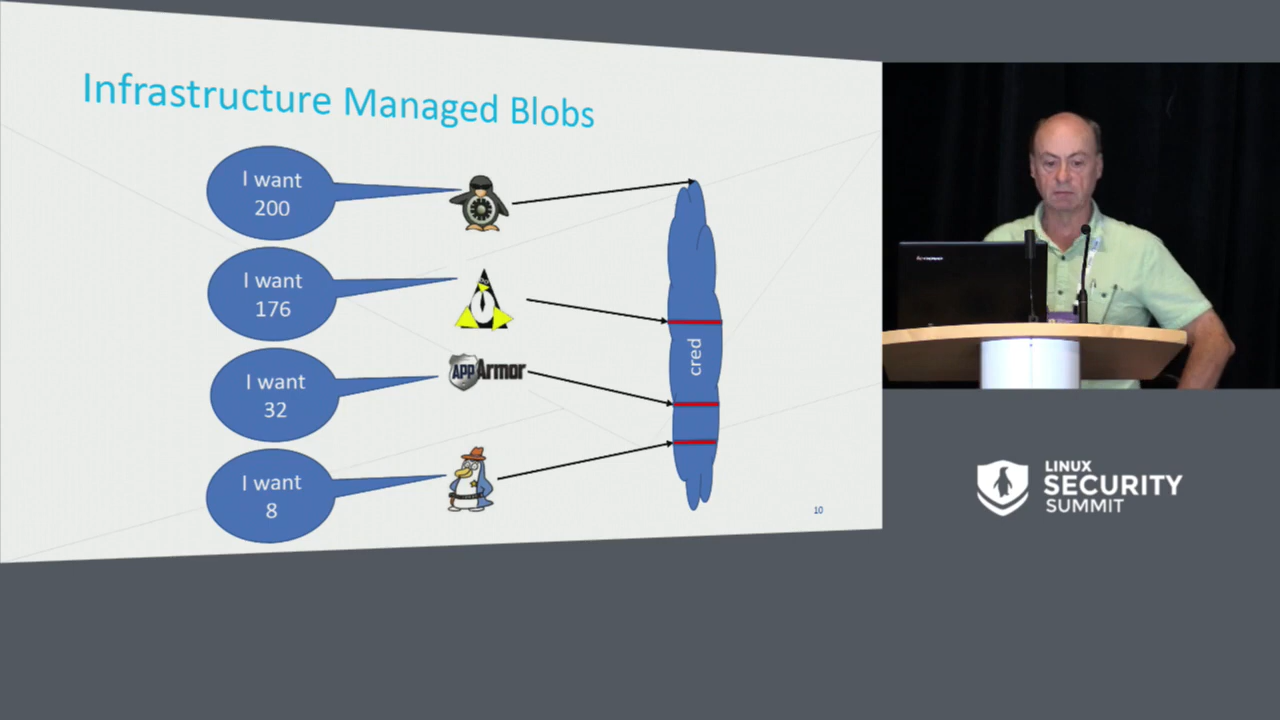 Infrastructure Managed Blobs
I want
200
I want
176
I want
32
I want
8
APPArmor
cred
10
LINUX
SECURITY
SUMMIT